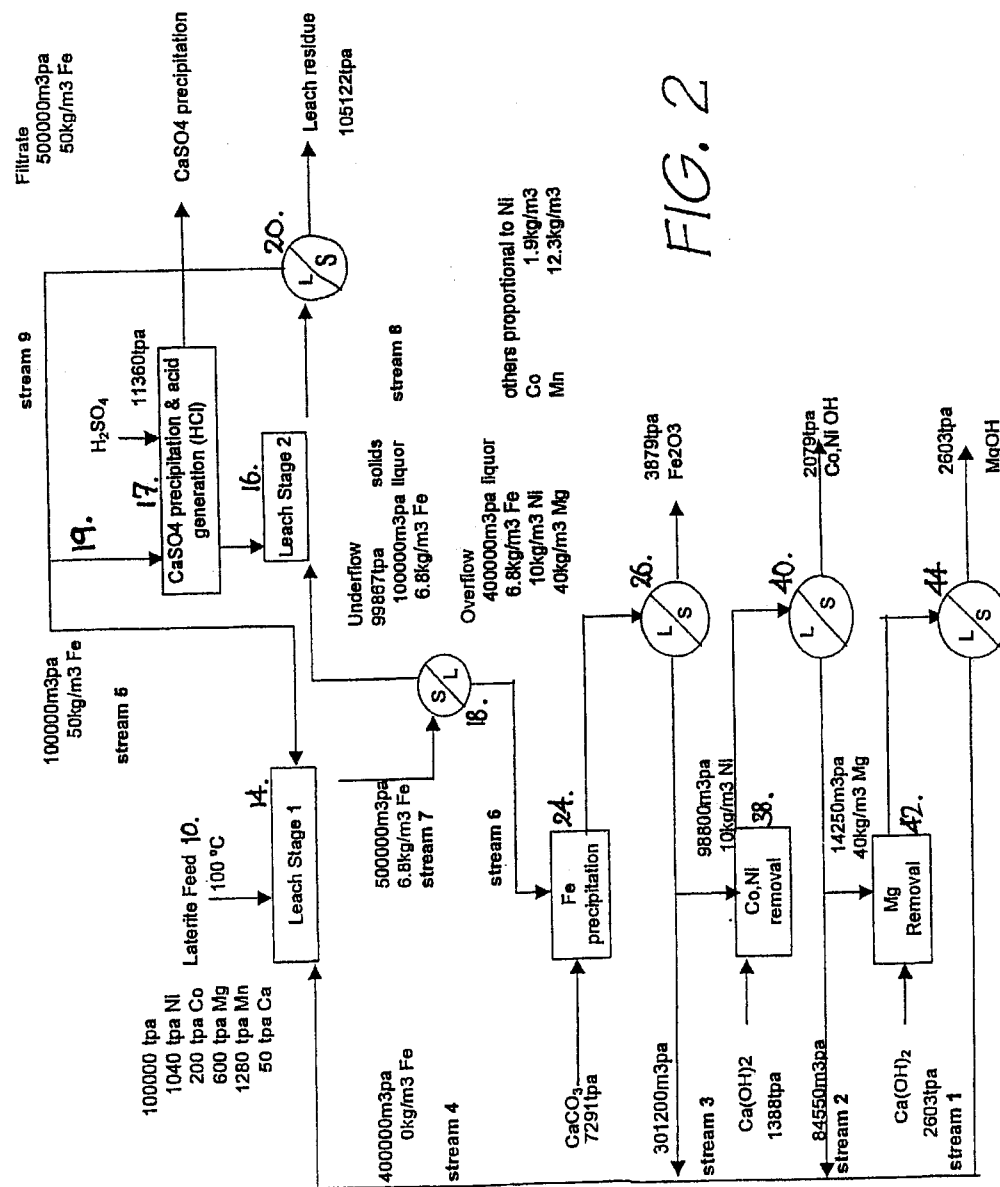 Filtrate
500000m3pa
50kg/m3 Fe
stream 9
H₂SO₄
11360tpa
19.
17.
CaSO4 precipitation & acid
generation (HCl)
CaSO4 precipitation
16.
Leach Stage 2
20.
L
S
Leach residue
105122tpa
100000m3pa
50kg/m3 Fe
stream 5
100000 tpa
1040 tpa Ni
200 tpa Co
600 tpa Mg
1280 tpa Mn
50 tpa Ca
Laterite Feed 10.
100 ºC
14.
Leach Stage 1
400000m3pa
0kg/m3 Fe
stream 4
500000m3pa
6.8kg/m3 Fe
stream 7
S
L
18.
Underflow
99867tpa solids
100000m3pa liquor
6.8kg/m3 Fe
stream 8
Overflow
400000m3pa liquor
6.8kg/m3 Fe
10kg/m3 Ni
40kg/m3 Mg
others proportional to Ni
Co 1.9kg/m3
Mn 12.3kg/m3
stream 6
24.
Fe
precipitation
CaCO₃
7291tpa
26.
L
S
3879tpa
Fe2O3
301200m3pa
stream 3
98800m3pa
10kg/m3 Ni
38.
Co,Ni
removal
Ca(OH)2
1388tpa
40.
L
S
2079tpa
Co,Ni OH
84550m3pa
stream 2
14250m3pa
40kg/m3 Mg
42.
Mg
Removal
Ca(OH)₂
2603tpa
stream 1
44
L
S
2603tpa
MgOH
FIG. 2